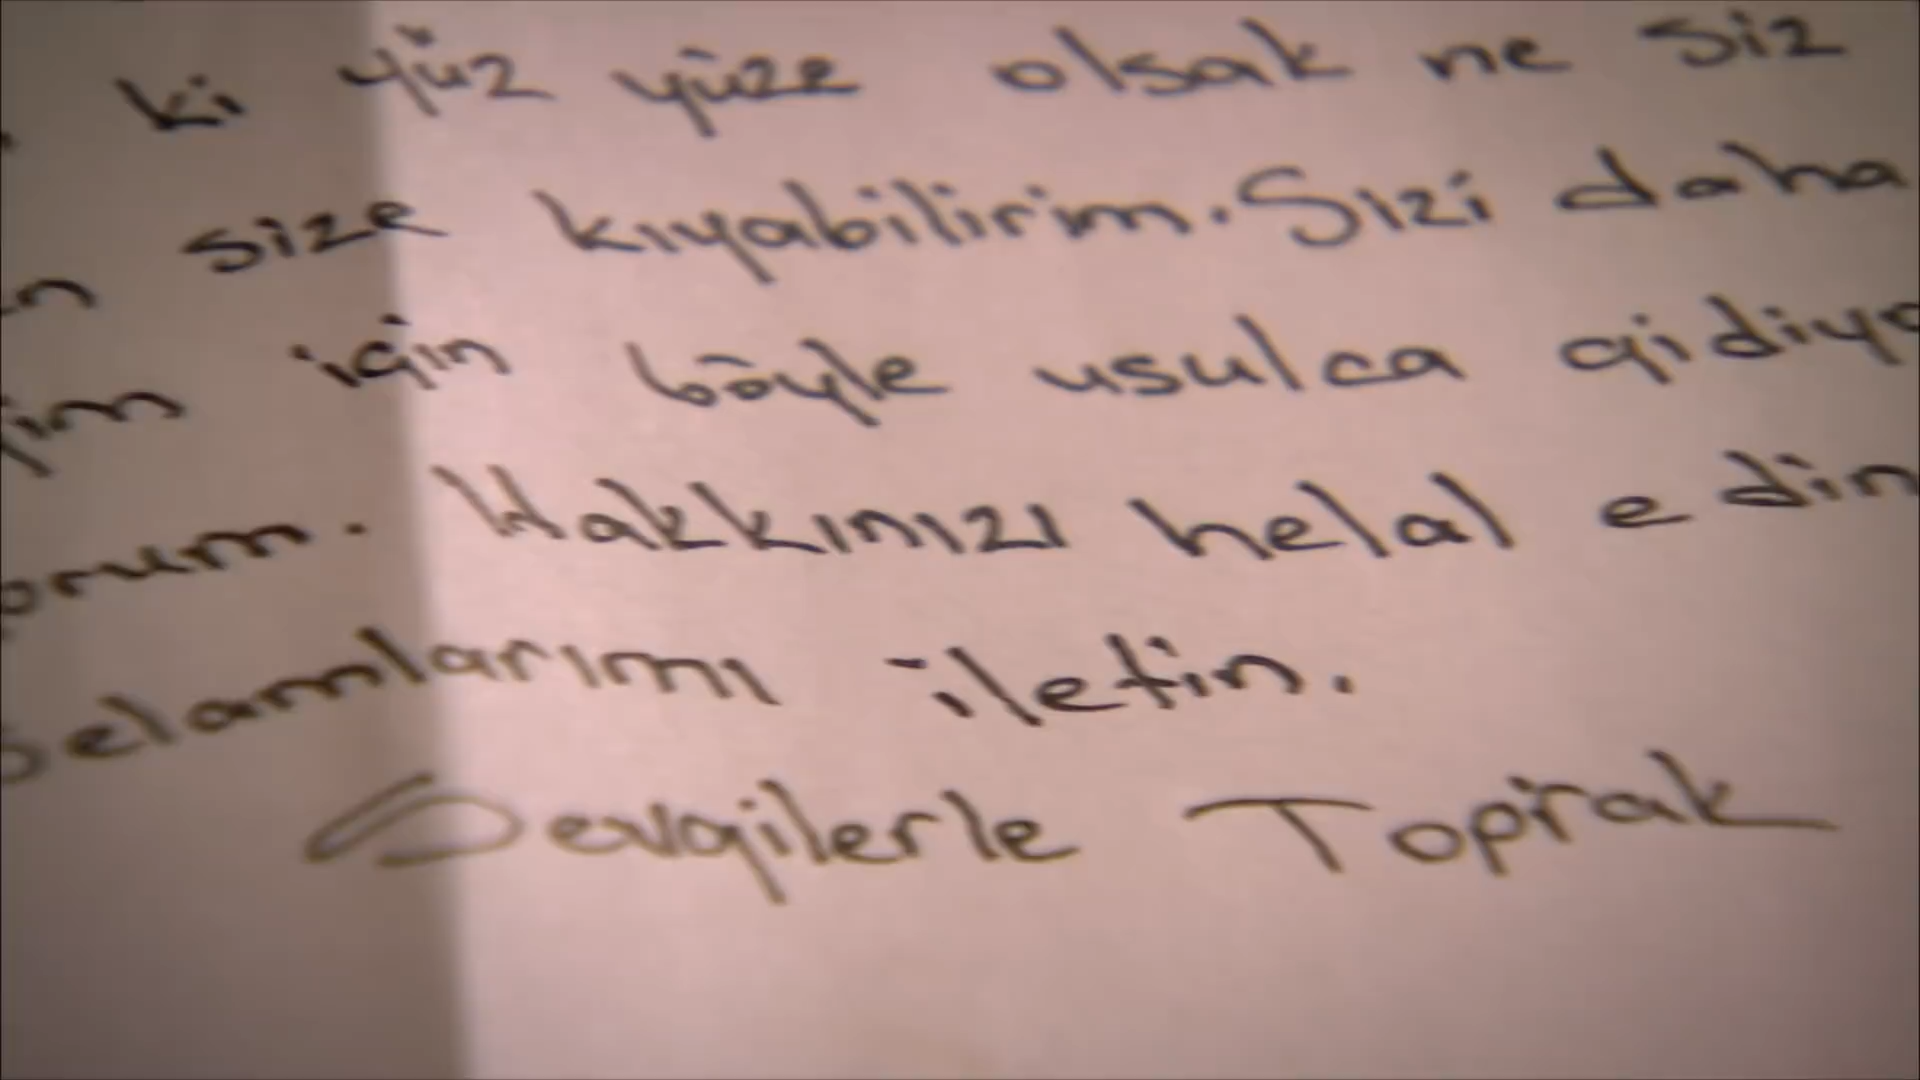 ki yüz yüze olsak ne siz
size kıyabilirim. Sizi daha
için böyle usulca gidiyo
orum. Hakkınızı helal edin
Selamlarımı iletin.
Sevgilerle Toprak